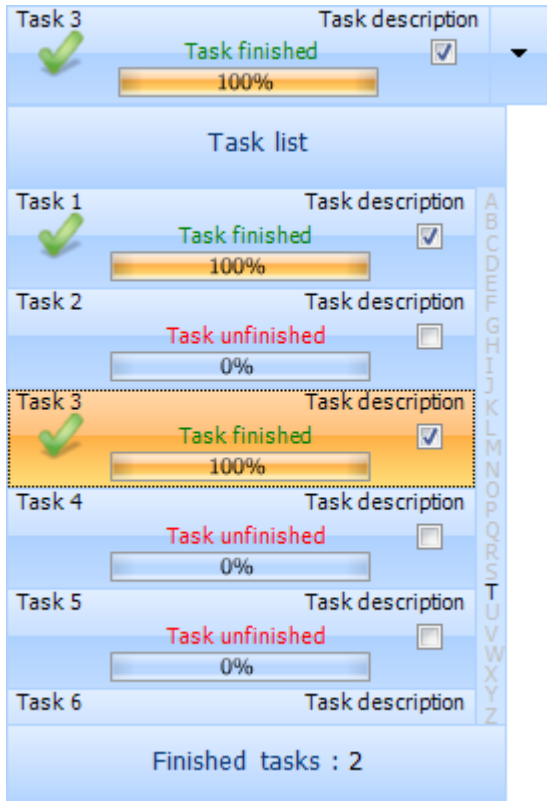 Task 3 Task description
Task finished
100%
Task list
Task 1 Task description
Task finished
100%
Task 2 Task description
Task unfinished
0%
Task 3 Task description
Task finished
100%
Task 4 Task description
Task unfinished
0%
Task 5 Task description
Task unfinished
0%
Task 6 Task description
A
B
C
D
E
F
G
H
I
J
K
L
M
N
O
P
Q
R
S
T
U
V
W
X
Y
Z
Finished tasks : 2